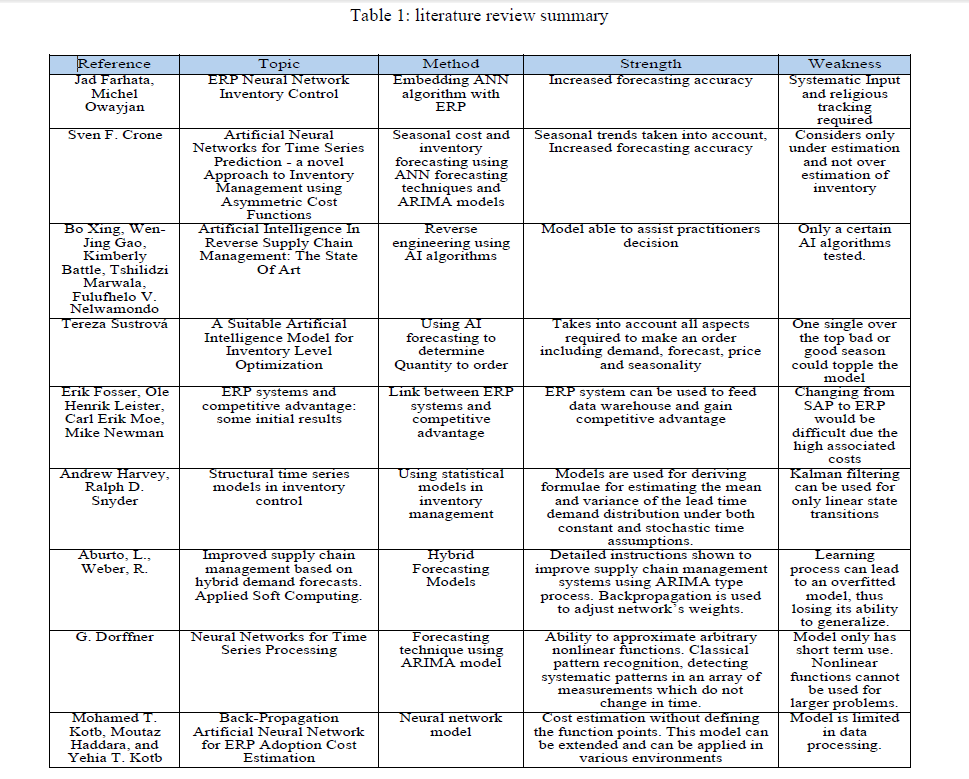 Table 1: literature review summary
Reference Topic Method Strength Weakness
Jad Farhata,
Michel
Owayjan
ERP Neural Network
Inventory Control
Embedding ANN
algorithm with
ERP
Increased forecasting accuracy
Systematic Input
and religious
tracking
required
Sven F. Crone
Artificial Neural
Networks for Time Series
Prediction - a novel
Approach to Inventory
Management using
Asymmetric Cost
Functions
Seasonal cost and
inventory
forecasting using
ANN forecasting
techniques and
ARIMA models
Seasonal trends taken into account,
Increased forecasting accuracy
Considers only
under estimation
and not over
estimation of
inventory
Bo Xing, Wen-
Jing Gao,
Kimberly
Battle, Tshilidzi
Marwala,
Fulufhelo V.
Nelwamondo
Artificial Intelligence In
Reverse Supply Chain
Management: The State
Of Art
Reverse
engineering using
AI algorithms
Model able to assist practitioners
decision
Only a certain
AI algorithms
tested.
Tereza Sustrová
A Suitable Artificial
Intelligence Model for
Inventory Level
Optimization
Using AI
forecasting to
determine
Quantity to order
Takes into account all aspects
required to make an order
including demand, forecast, price
and seasonality
One single over
the top bad or
good season
could topple the
model
Erik Fosser, Ole
Henrik Leister,
Carl Erik Moe,
Mike Newman
ERP systems and
competitive advantage:
some initial results
Link between ERP
systems and
competitive
advantage
ERP system can be used to feed
data warehouse and gain
competitive advantage
Changing from
SAP to ERP
would be
difficult due the
high associated
costs
Andrew Harvey,
Ralph D.
Snyder
Structural time series
models in inventory
control
Using statistical
models in
inventory
management
Models are used for deriving
formulae for estimating the mean
and variance of the lead time
demand distribution under both
constant and stochastic time
assumptions.
Kalman filtering
can be used for
only linear state
transitions
Aburto, L.,
Weber, R.
Improved supply chain
management based on
hybrid demand forecasts.
Applied Soft Computing.
Hybrid
Forecasting
Models
Detailed instructions shown to
improve supply chain management
systems using ARIMA type
process. Backpropagation is used
to adjust network's weights.
Learning
process can lead
to an overfitted
model, thus
losing its ability
to generalize.
G. Dorffner
Neural Networks for Time
Series Processing
Forecasting
technique using
ARIMA model
Ability to approximate arbitrary
nonlinear functions. Classical
pattern recognition, detecting
systematic patterns in an array of
measurements which do not
change in time.
Model only has
short term use.
Nonlinear
functions cannot
be used for
larger problems.
Mohamed T.
Kotb, Moutaz
Haddara, and
Yehia T. Kotb
Back-Propagation
Artificial Neural Network
for ERP Adoption Cost
Estimation
Neural network
model
Cost estimation without defining
the function points. This model can
be extended and can be applied in
various environments
Model is limited
in data
processing.